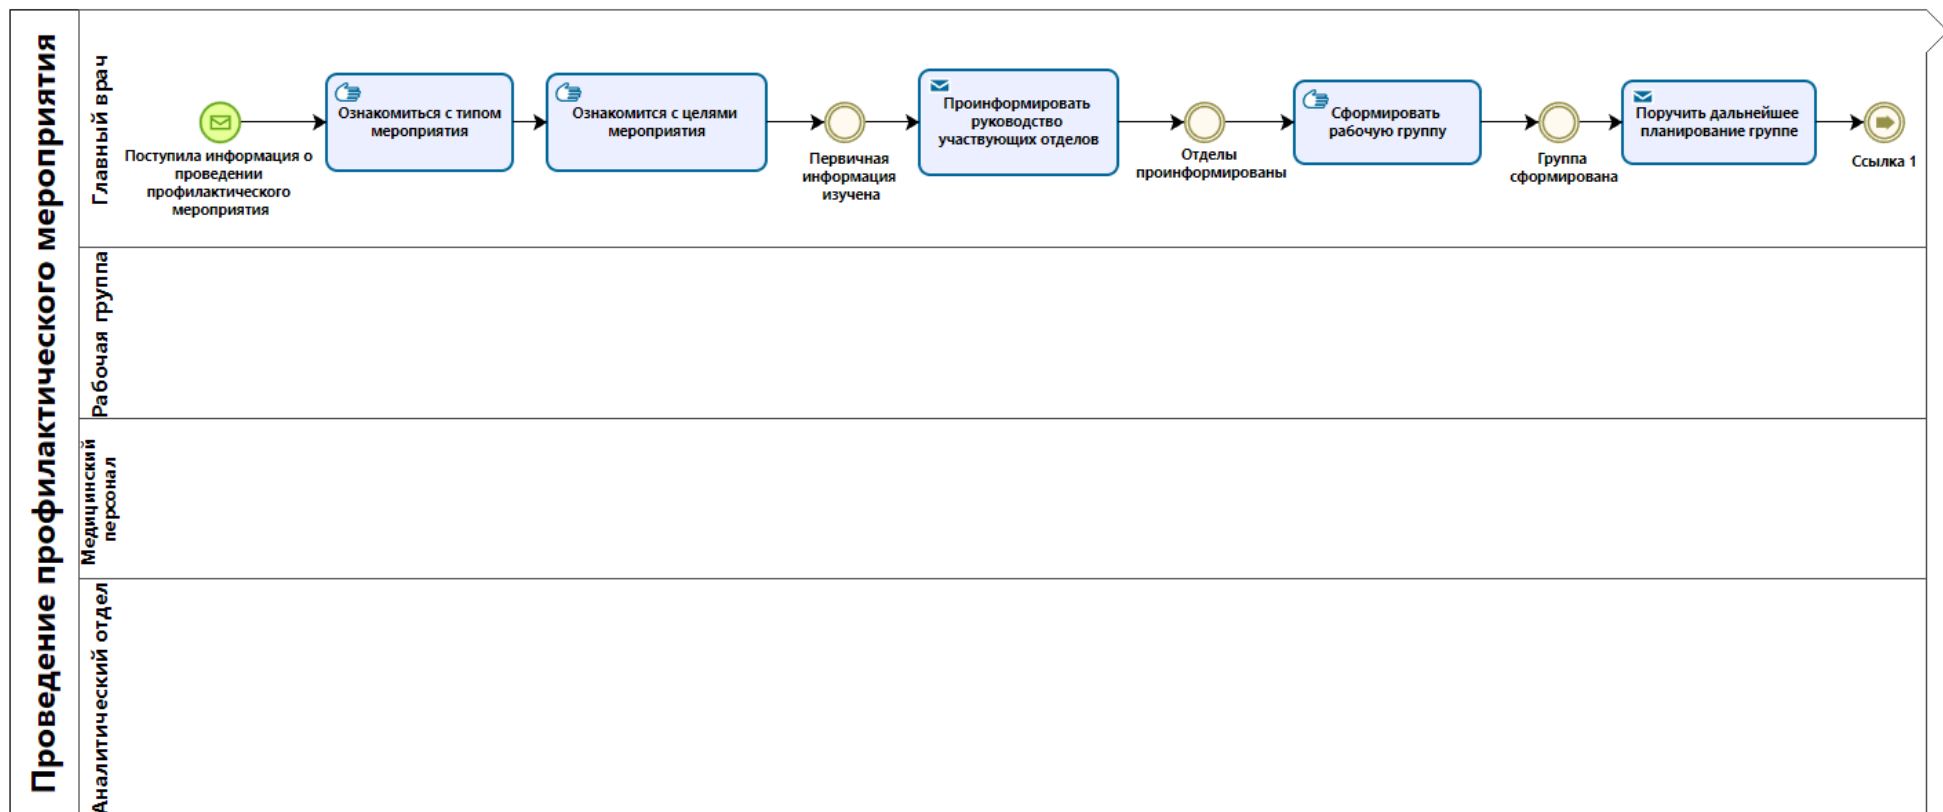 Проведение профилактического мероприятия
Главный врач
Поступила информация о
проведении
профилактического
мероприятия
Ознакомиться с типом
мероприятия
Ознакомится с целями
мероприятия
Первичная
информация
изучена
Проинформировать
руководство
участвующих отделов
Отделы
проинформированы
Сформировать
рабочую группу
Группа
сформирована
Поручить дальнейшее
планирование группе
Ссылка 1
Рабочая группа
Медицинский
персонал
Аналитический отдел